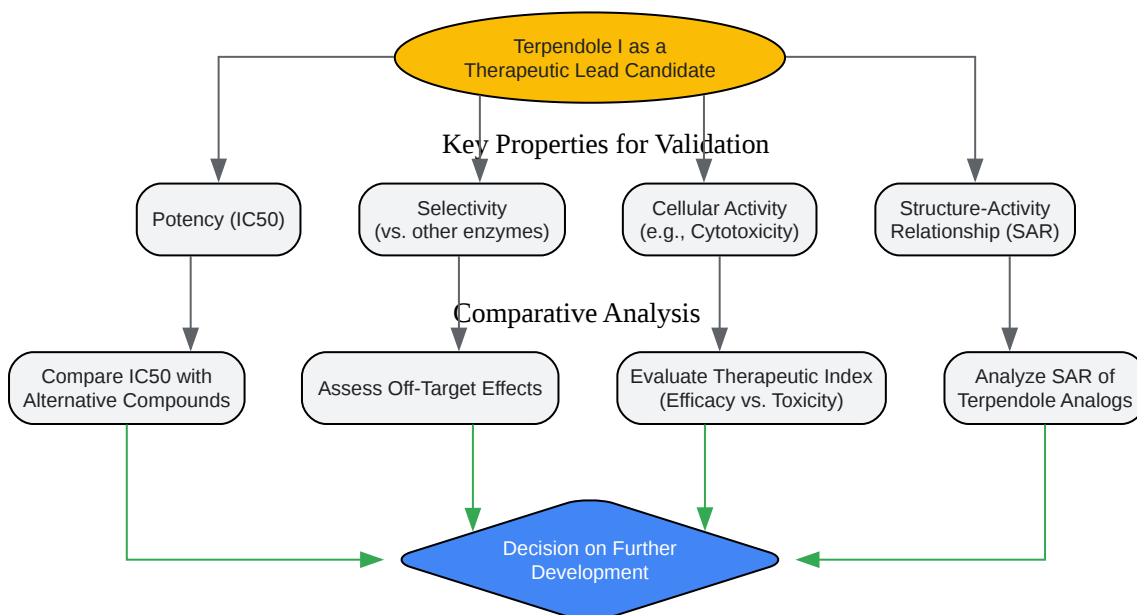 Terpendole I as a
Therapeutic Lead Candidate
Key Properties for Validation
Potency (IC50)
Selectivity
(vs. other enzymes)
Cellular Activity
(e.g., Cytotoxicity)
Structure-Activity
Relationship (SAR)
Comparative Analysis
Compare IC50 with
Alternative Compounds
Assess Off-Target Effects
Evaluate Therapeutic Index
(Efficacy vs. Toxicity)
Analyze SAR of
Terpendole Analogs
Decision on Further
Development